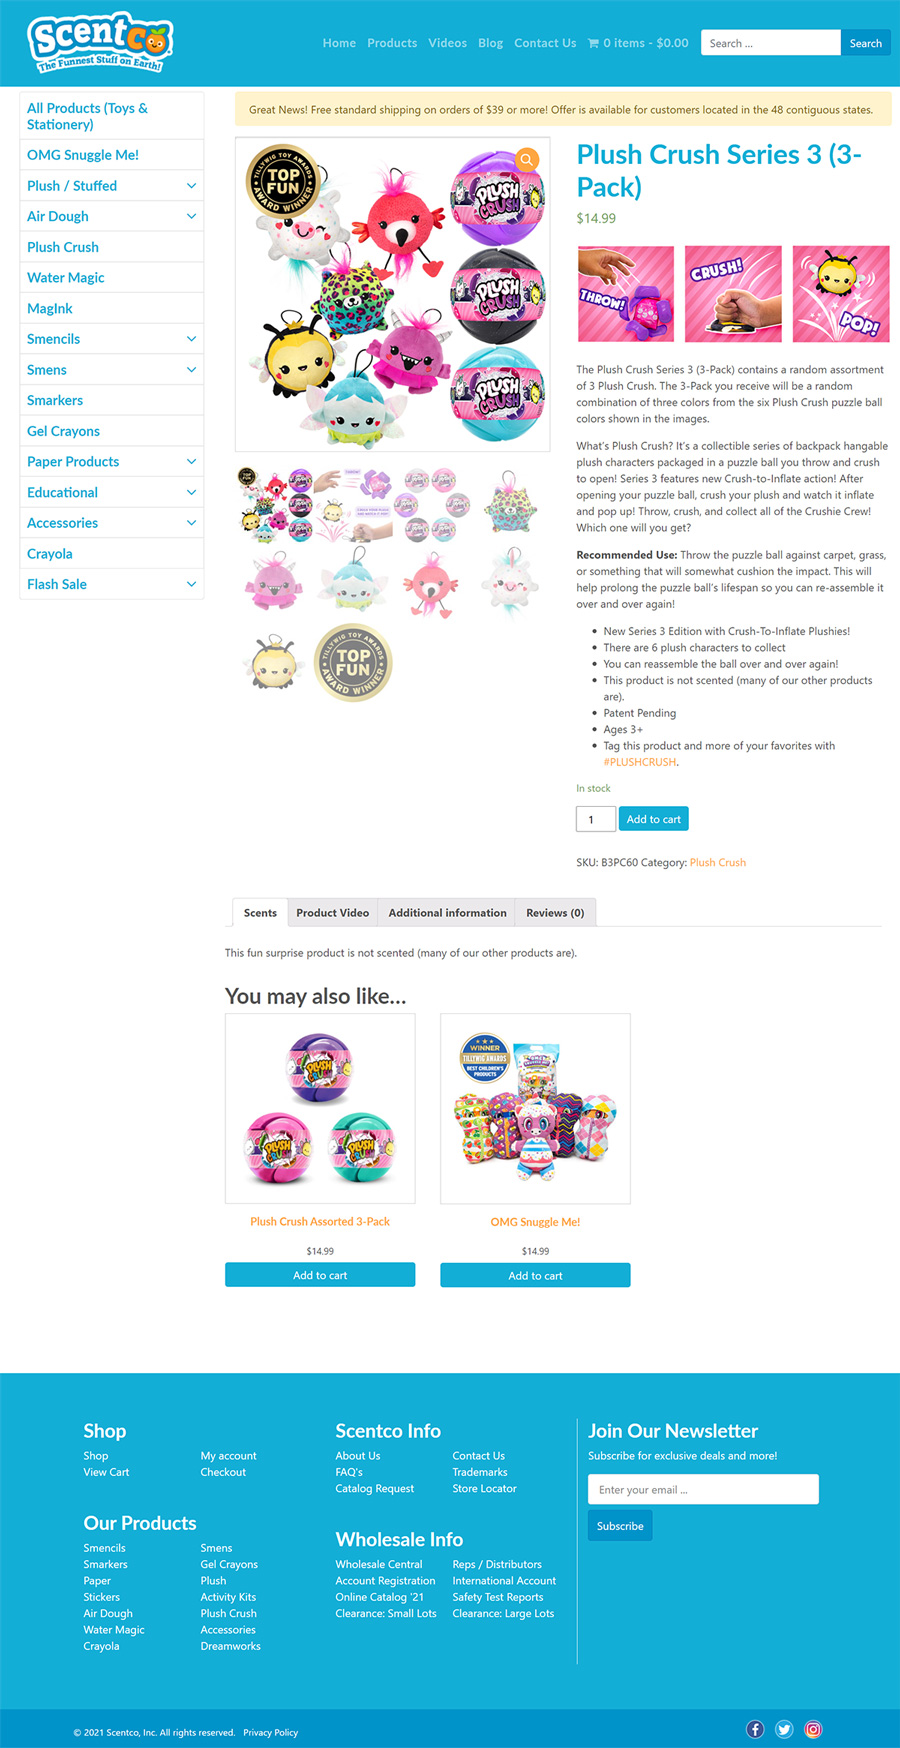 Scentco
The Funnest Stuff on Earth!
Home Products Videos Blog Contact Us 0 items - $0.00
Search ...
Search
All Products (Toys &
Stationery)
OMG Snuggle Me!
Plush / Stuffed
Air Dough
Plush Crush
Water Magic
MagInk
Smencils
Smens
Smarkers
Gel Crayons
Paper Products
Educational
Accessories
Crayola
Flash Sale
Great News! Free standard shipping on orders of $39 or more! Offer is available for customers located in the 48 contiguous states.
TILLYWIG TOY AWARDS
TOP
FUN
AWARD WINNER
PLUSH
CRUSH
PLUSH
CRUSH
PLUSH
CRUSH
TILLYWIG TOY AWARDS
TOP
FUN
AWARD WINNER
Plush Crush Series 3 (3-
Pack)
$14.99
THROW!
CRUSH!
POP!
The Plush Crush Series 3 (3-Pack) contains a random assortment
of 3 Plush Crush. The 3-Pack you receive will be a random
combination of three colors from the six Plush Crush puzzle ball
colors shown in the images.
What's Plush Crush? It's a collectible series of backpack hangable
plush characters packaged in a puzzle ball you throw and crush
to open! Series 3 features new Crush-to-Inflate action! After
opening your puzzle ball, crush your plush and watch it inflate
and pop up! Throw, crush, and collect all of the Crushie Crew!
Which one will you get?
Recommended Use: Throw the puzzle ball against carpet, grass,
or something that will somewhat cushion the impact. This will
help prolong the puzzle ball's lifespan so you can re-assemble it
over and over again!
• New Series 3 Edition with Crush-To-Inflate Plushies!
• There are 6 plush characters to collect
• You can reassemble the ball over and over again!
• This product is not scented (many of our other products
are).
• Patent Pending
• Ages 3+
• Tag this product and more of your favorites with
#PLUSHCRUSH.
In stock
1
Add to cart
SKU: B3PC60 Category: Plush Crush
Scents Product Video Additional information Reviews (0)
This fun surprise product is not scented (many of our other products are).
You may also like...
PLUSH
CRUSH
PLUSH
CRUSH
PLUSH
CRUSH
Plush Crush Assorted 3-Pack
$14.99
Add to cart
WINNER
TILLYWIG AWARDS
BEST CHILDREN'S
PRODUCTS
OMG Snuggle Me!
$14.99
Add to cart
Shop
Shop My account
View Cart Checkout
Our Products
Smencils Smens
Smarkers Gel Crayons
Paper Plush
Stickers Activity Kits
Air Dough Plush Crush
Water Magic Accessories
Crayola Dreamworks
Scentco Info
About Us Contact Us
FAQ's Trademarks
Catalog Request Store Locator
Wholesale Info
Wholesale Central Reps / Distributors
Account Registration International Account
Online Catalog '21 Safety Test Reports
Clearance: Small Lots Clearance: Large Lots
Join Our Newsletter
Subscribe for exclusive deals and more!
Enter your email ...
Subscribe
© 2021 Scentco, Inc. All rights reserved. Privacy Policy